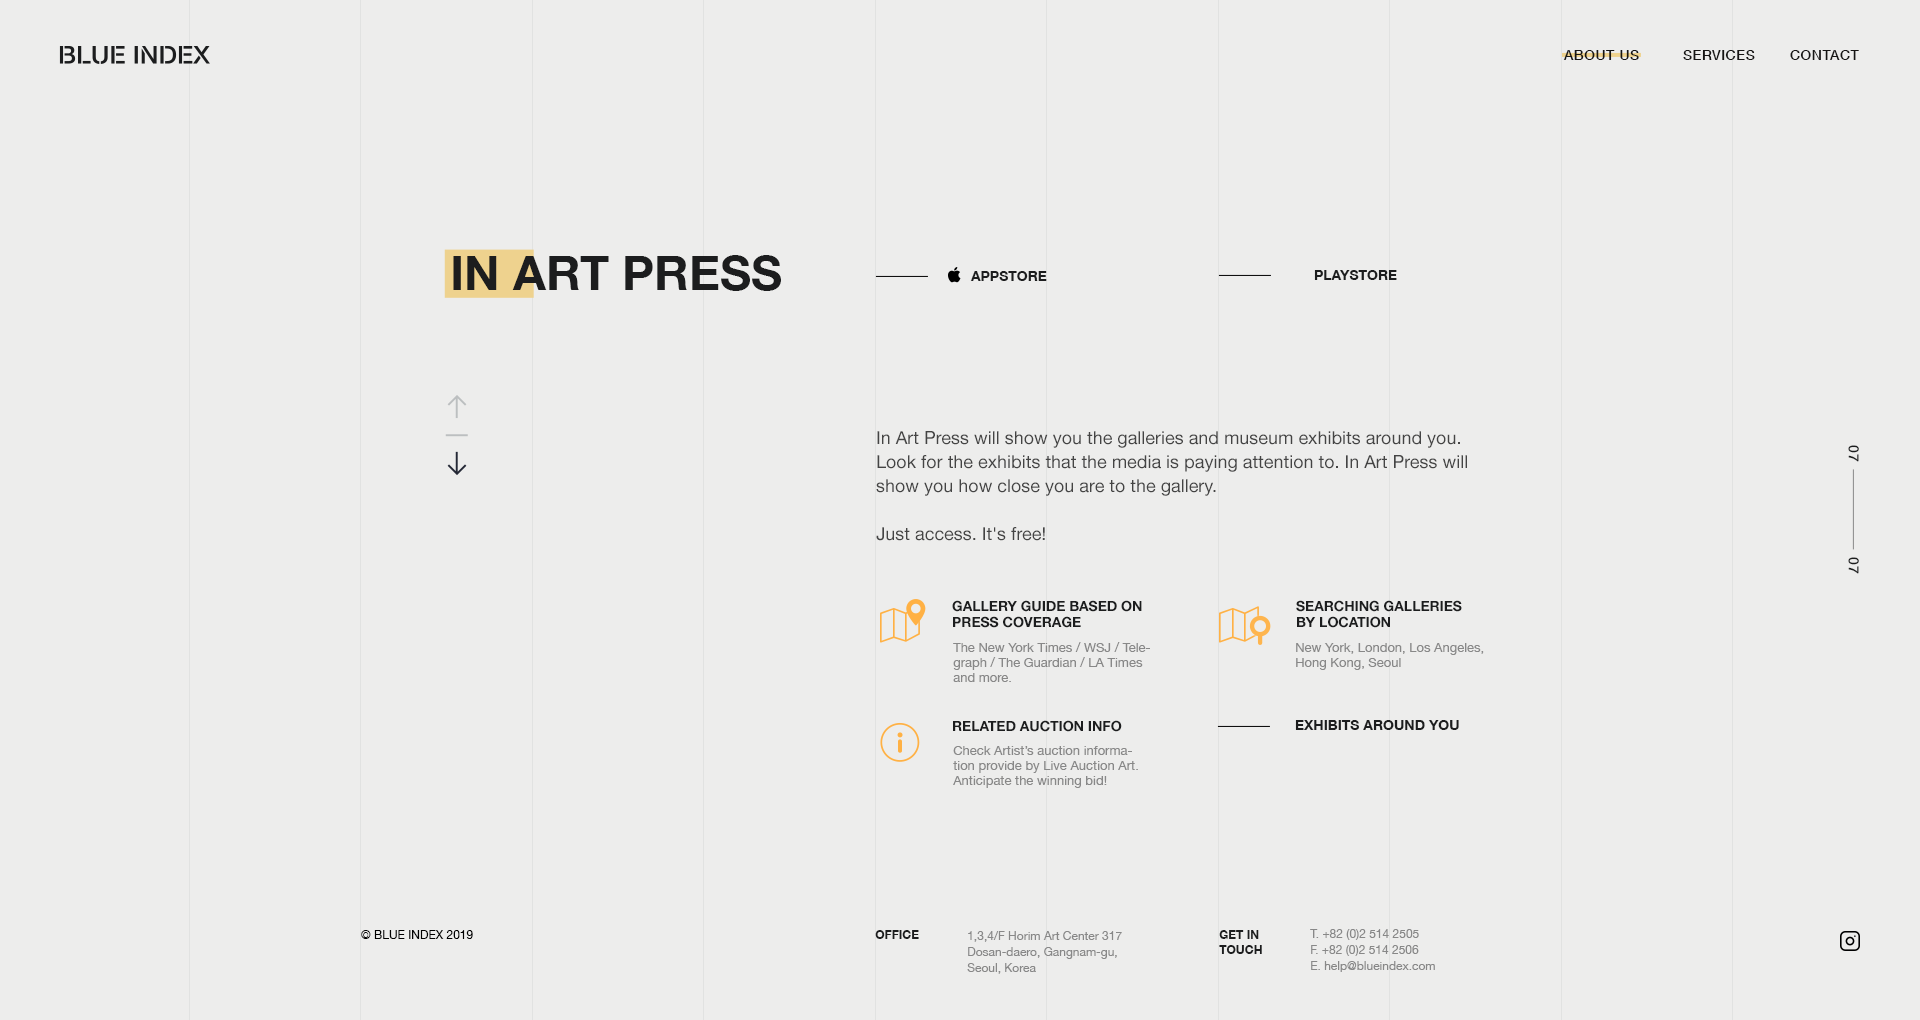 BLUE INDEX
ABOUT US
SERVICES
CONTACT
IN ART PRESS
APPSTORE
PLAYSTORE
In Art Press will show you the galleries and museum exhibits around you.
Look for the exhibits that the media is paying attention to. In Art Press will
show you how close you are to the gallery.
Just access. It's free!
07
07
GALLERY GUIDE BASED ON
PRESS COVERAGE
The New York Times / WSJ / Tele-
graph / The Guardian / LA Times
and more.
SEARCHING GALLERIES
BY LOCATION
New York, London, Los Angeles,
Hong Kong, Seoul
RELATED AUCTION INFO
Check Artist’s auction informa-
tion provide by Live Auction Art.
Anticipate the winning bid!
EXHIBITS AROUND YOU
© BLUE INDEX 2019
OFFICE
1,3,4/F Horim Art Center 317
Dosan-daero, Gangnam-gu,
Seoul, Korea
GET IN
TOUCH
T. +82 (0)2 514 2505
F. +82 (0)2 514 2506
E. help@blueindex.com